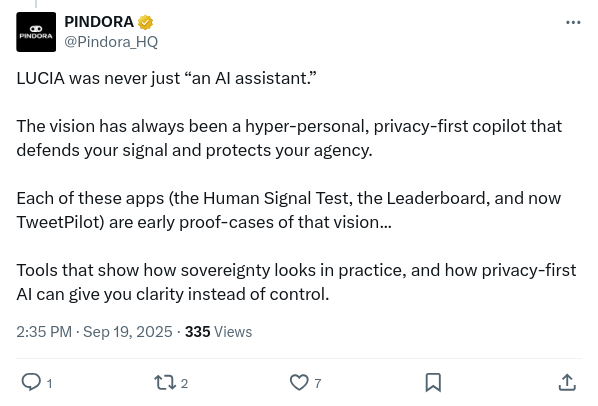 PINDORA
PINDORA
@Pindora_HQ
LUCIA was never just “an AI assistant.”
The vision has always been a hyper-personal, privacy-first copilot that
defends your signal and protects your agency.
Each of these apps (the Human Signal Test, the Leaderboard, and now
TweetPilot) are early proof-cases of that vision...
Tools that show how sovereignty looks in practice, and how privacy-first
AI can give you clarity instead of control.
2:35 PM · Sep 19, 2025 · 335 Views
1 2 7